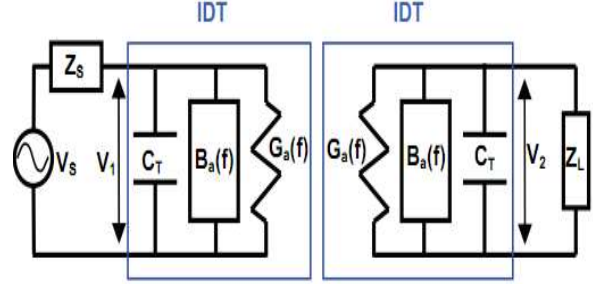 IDT IDT
Z_S
V_S V_1 C_T B_a(f) G_a(f) G_a(f) B_a(f) C_T V_2 Z_L